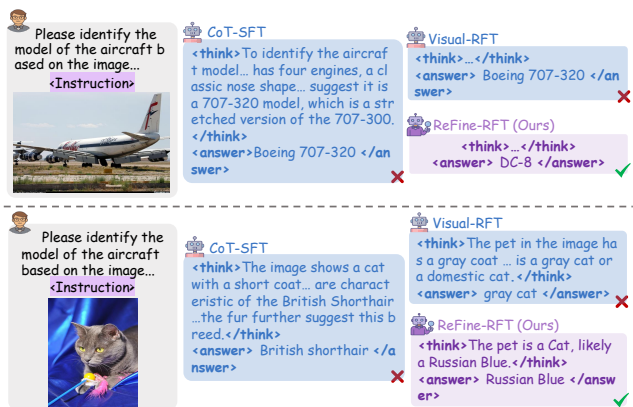 Please identify the
model of the aircraft b
ased on the image...
<Instruction>
CoT-SFT
<think>To identify the aircraf
t model... has four engines, a cl
assic nose shape... suggest it is
a 707-320 model, which is a str
etched version of the 707-300.
</think>
<answer>Boeing 707-320 </an
swer>
Visual-RFT
<think>...</think>
<answer> Boeing 707-320 </an
swer>
ReFine-RFT (Ours)
<think>...</think>
<answer> DC-8 </answer>
Please identify the
model of the aircraft
based on the image...
<Instruction>
CoT-SFT
<think>The image shows a cat
with a short coat... are charact
eristic of the British Shorthair
...the fur further suggest this b
reed.</think>
<answer> British shorthair </a
nswer>
Visual-RFT
<think>The pet in the image ha
s a gray coat ... is a gray cat or
a domestic cat.</think>
<answer> gray cat </answer>
ReFine-RFT (Ours)
<think>The pet is a Cat, likely
a Russian Blue.</think>
<answer> Russian Blue </answ
er>